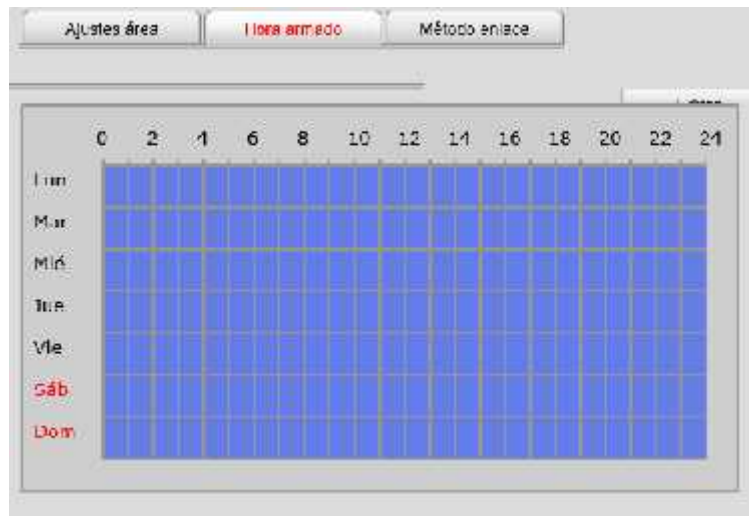 Ajustes área Hora armado Método enlace
0 2 4 6 8 10 12 14 16 18 20 22 24
Lun
Mar
Mié
Jue
Vie
Sáb
Dom